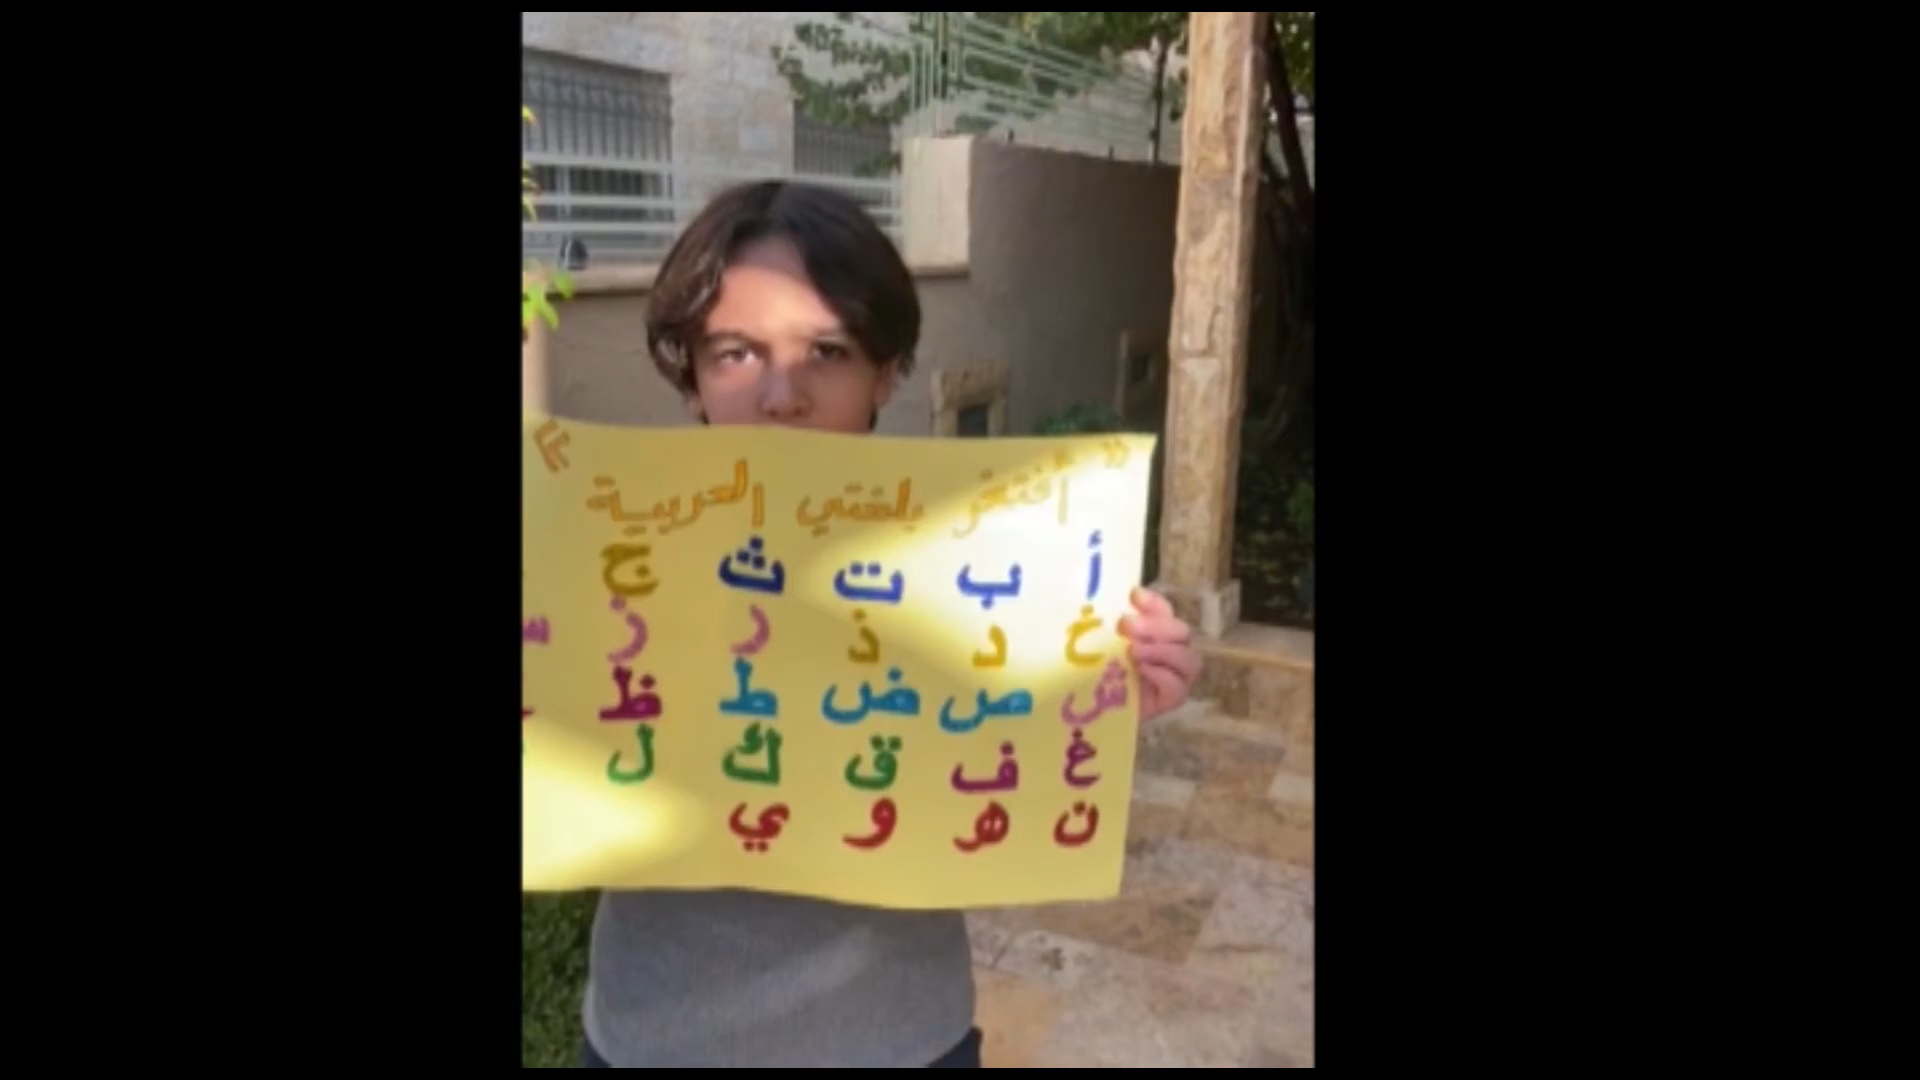 " أفتخر بلغتي العربية "
أ ب ت ث ج
خ د ذ ر ز
ش ص ض ط ظ
غ ف ق ك ل
ن هـ و ي